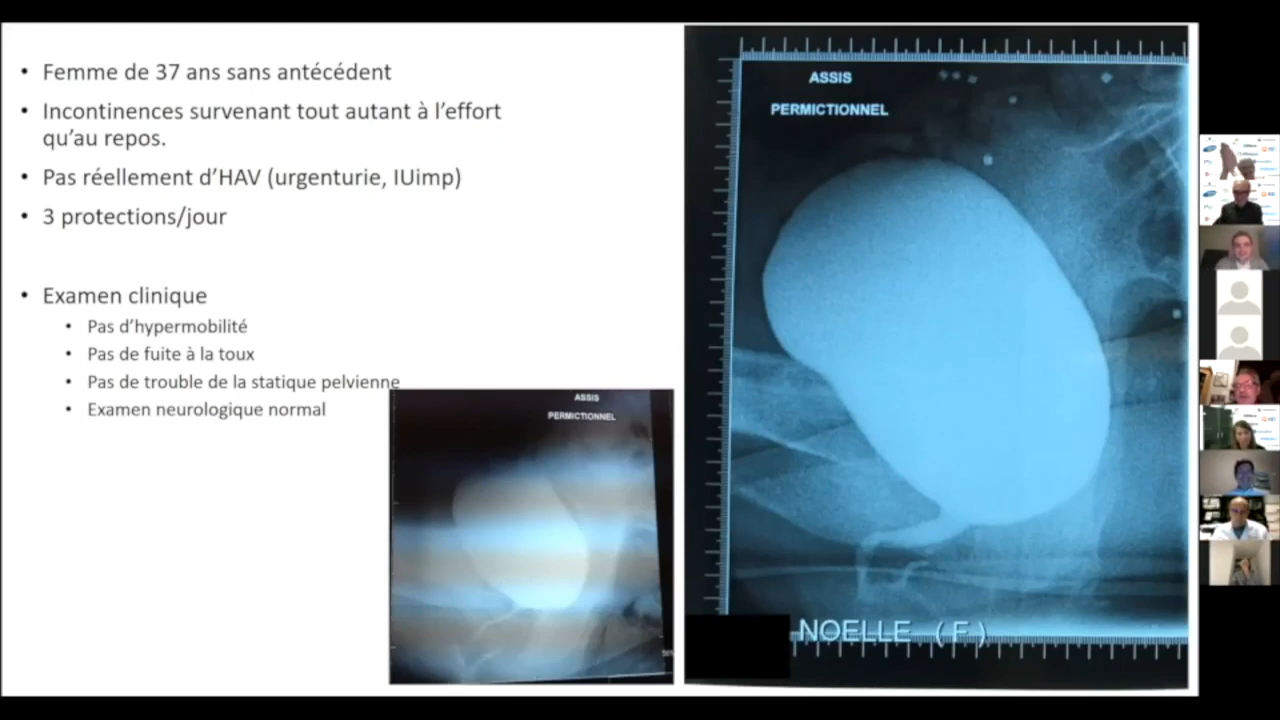 Femme de 37 ans sans antécédent
Incontinences survenant tout autant à l'effort
qu'au repos.
Pas réellement d'HAV (urgenturie, IUimp)
3 protections/jour
Examen clinique
Pas d'hypermobilité
Pas de fuite à la toux
Pas de trouble de la statique pelvienne
Examen neurologique normal
ASSIS
PERMICTIONNEL
ASSIS
PERMICTIONNEL
NOELLE ( F )